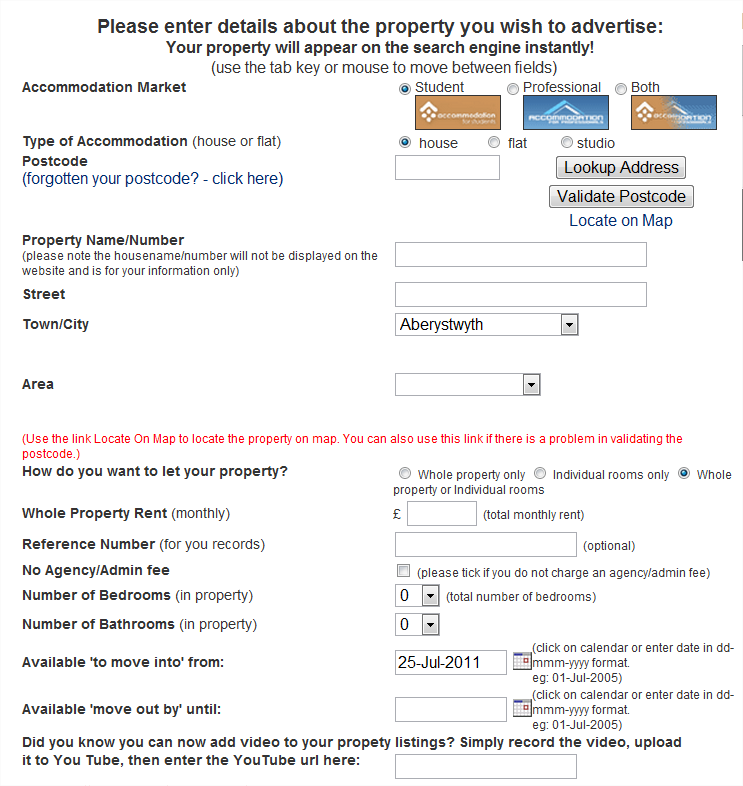 Please enter details about the property you wish to advertise:
Your property will appear on the search engine instantly!
(use the tab key or mouse to move between fields)
Accommodation Market Student Professional Both
accommodation for students ACCOMMODATION FOR PROFESSIONALS accommodation
Type of Accommodation (house or flat) house flat studio
Postcode Lookup Address
(forgotten your postcode? - click here)
Validate Postcode
Locate on Map
Property Name/Number
(please note the housename/number will not be displayed on the
website and is for your information only)
Street
Town/City Aberystwyth
Area
(Use the link Locate On Map to locate the property on map. You can also use this link if there is a problem in validating the
postcode.)
How do you want to let your property? Whole property only Individual rooms only Whole
property or Individual rooms
Whole Property Rent (monthly) £ (total monthly rent)
Reference Number (for you records) (optional)
No Agency/Admin fee (please tick if you do not charge an agency/admin fee)
Number of Bedrooms (in property) 0 (total number of bedrooms)
Number of Bathrooms (in property) 0
Available 'to move into' from: 25-Jul-2011 (click on calendar or enter date in dd-
mmm-yyyy format.
eg: 01-Jul-2005)
Available 'move out by' until: (click on calendar or enter date in dd-
mmm-yyyy format.
eg: 01-Jul-2005)
Did you know you can now add video to your propety listings? Simply record the video, upload
it to You Tube, then enter the YouTube url here: